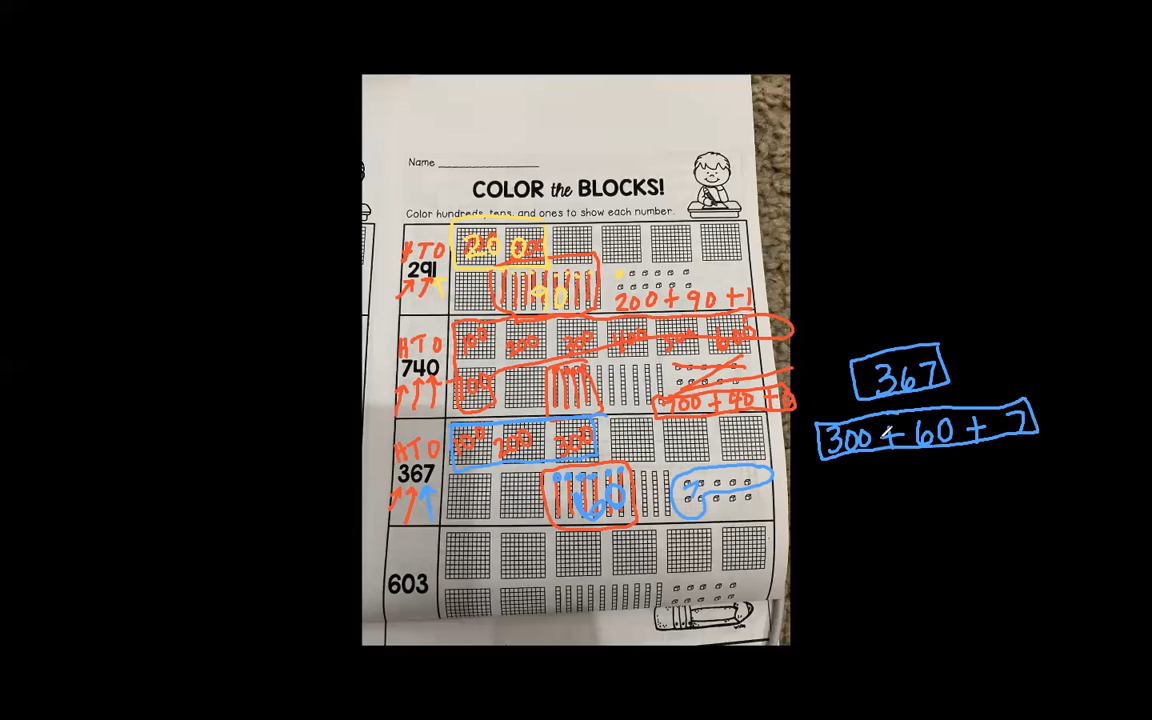 Name
COLOR the BLOCKS!
Color hundreds, tens, and ones to show each number.
H T O
291
200
90
200 + 90 + 1
H T O
740
100 200 300 400 500 600
100
700 + 40 + 0
H T O
367
100 200 300
60
7
603
367
300 + 60 + 7